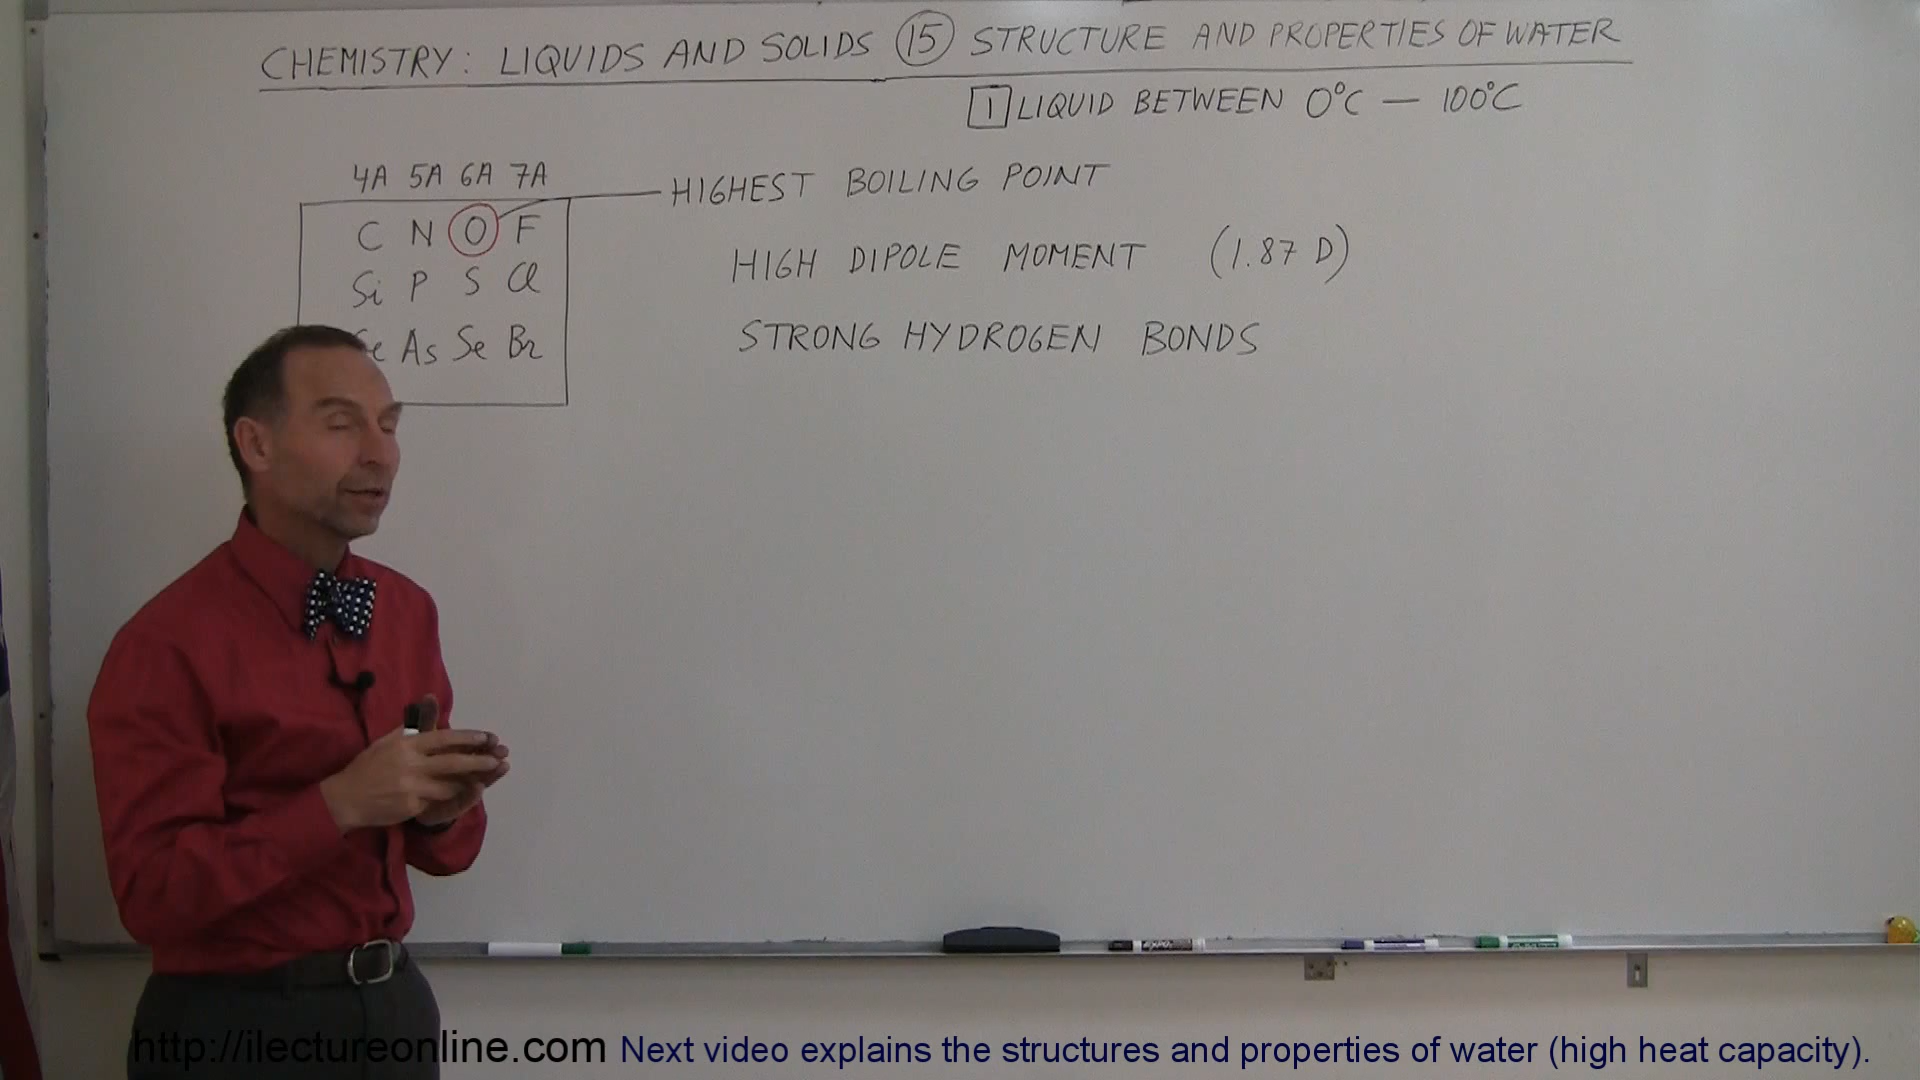 CHEMISTRY: LIQUIDS AND SOLIDS 15 STRUCTURE AND PROPERTIES OF WATER
1 LIQUID BETWEEN 0°C — 100°C
4A 5A 6A 7A
HIGHEST BOILING POINT
C N O F
HIGH DIPOLE MOMENT (1.87 D)
Si P S Cl
STRONG HYDROGEN BONDS
As Se Br
EXPO
http://ilectureonline.com Next video explains the structures and properties of water (high heat capacity).